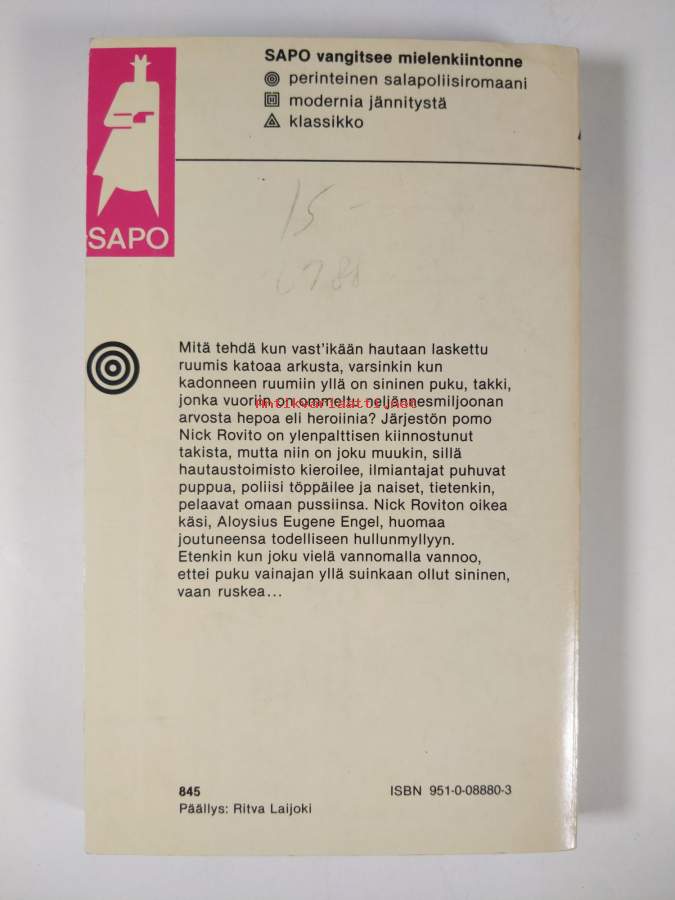 SAPO vangitsee mielenkiintonne
perinteinen salapoliisiromaani
modernia jännitystä
klassikko
SAPO
15-
Mitä tehdä kun vast'ikään hautaan laskettu
ruumis katoaa arkusta, varsinkin kun
kadonneen ruumiin yllä on sininen puku, takki,
jonka vuoriin on ommeltu neljännesmiljoonan
antikvariaatti.net
arvosta hepoa eli heroiinia? Järjestön pomo
Nick Rovito on ylenpalttisen kiinnostunut
takista, mutta niin on joku muukin, sillä
hautaustoimisto kieroilee, ilmiantajat puhuvat
puppua, poliisi töppäilee ja naiset, tietenkin,
pelaavat omaan pussiinsa. Nick Roviton oikea
käsi, Aloysius Eugene Engel, huomaa
joutuneensa todelliseen hullunmyllyyn.
Etenkin kun joku vielä vannomalla vannoo,
ettei puku vainajan yllä suinkaan ollut sininen,
vaan ruskea...
845
ISBN 951-0-08880-3
Päällys: Ritva Laijoki